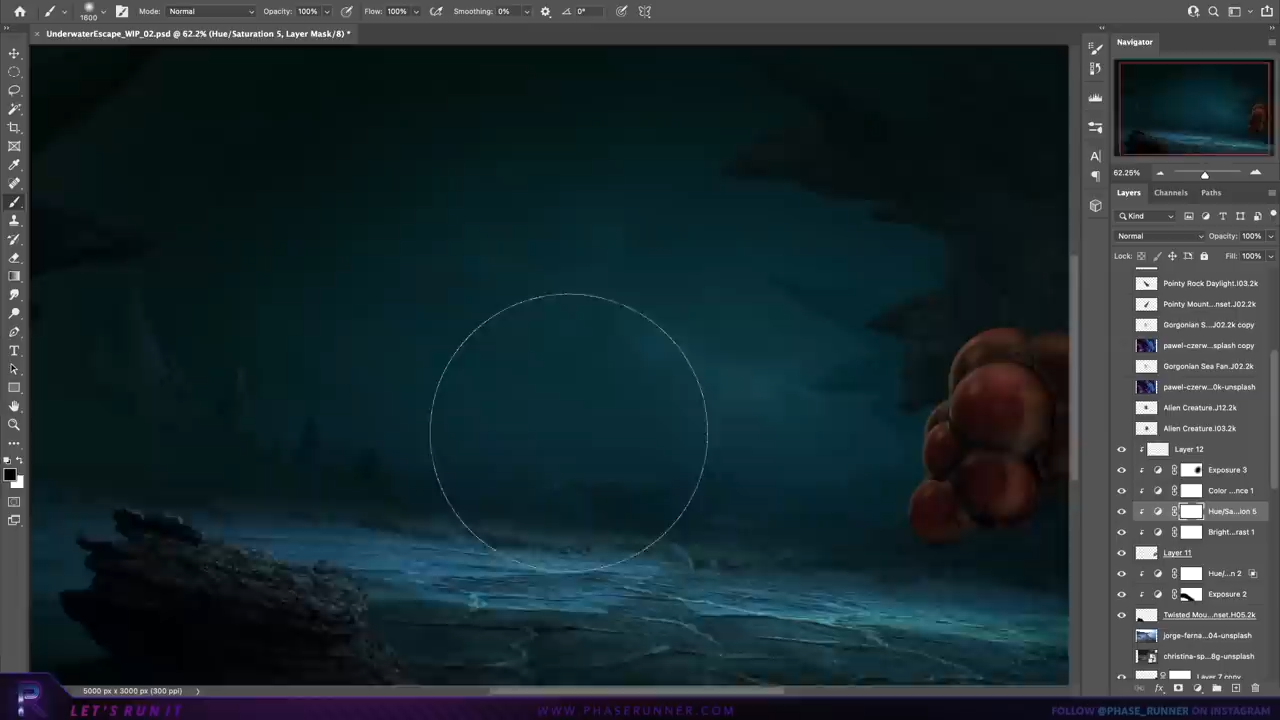 1600
Mode: Normal
Opacity: 100%
Flow: 100%
Smoothing: 0%
0°
× UnderwaterEscape_WIP_02.psd @ 62.2% (Hue/Saturation 5, Layer Mask/8) *
Navigator
62.26%
Layers Channels Paths
Kind
Normal Opacity: 100%
Lock: Fill: 100%
Pointy Rock Daylight.I03.2k
Pointy Mount...nset.J02.2k
Gorgonian S...J02.2k copy
pawel-czerw...splash copy
Gorgonian Sea Fan.J02.2k
pawel-czerw...0k-unsplash
Alien Creature.J12.2k
Alien Creature.I03.2k
Layer 12
Exposure 3
Color ...nce 1
Hue/Sa...ion 5
Bright...rast 1
Layer 11
Hue/...n 2
Exposure 2
Twisted Mou...nset.H05.2k
jorge-ferna...04-unsplash
christina-sp...8g-unsplash
Layer 7 copy
5000 px x 3000 px (300 ppi)
LET'S RUN IT
WWW.PHASERUNNER.COM
FOLLOW @PHASE_RUNNER ON INSTAGRAM